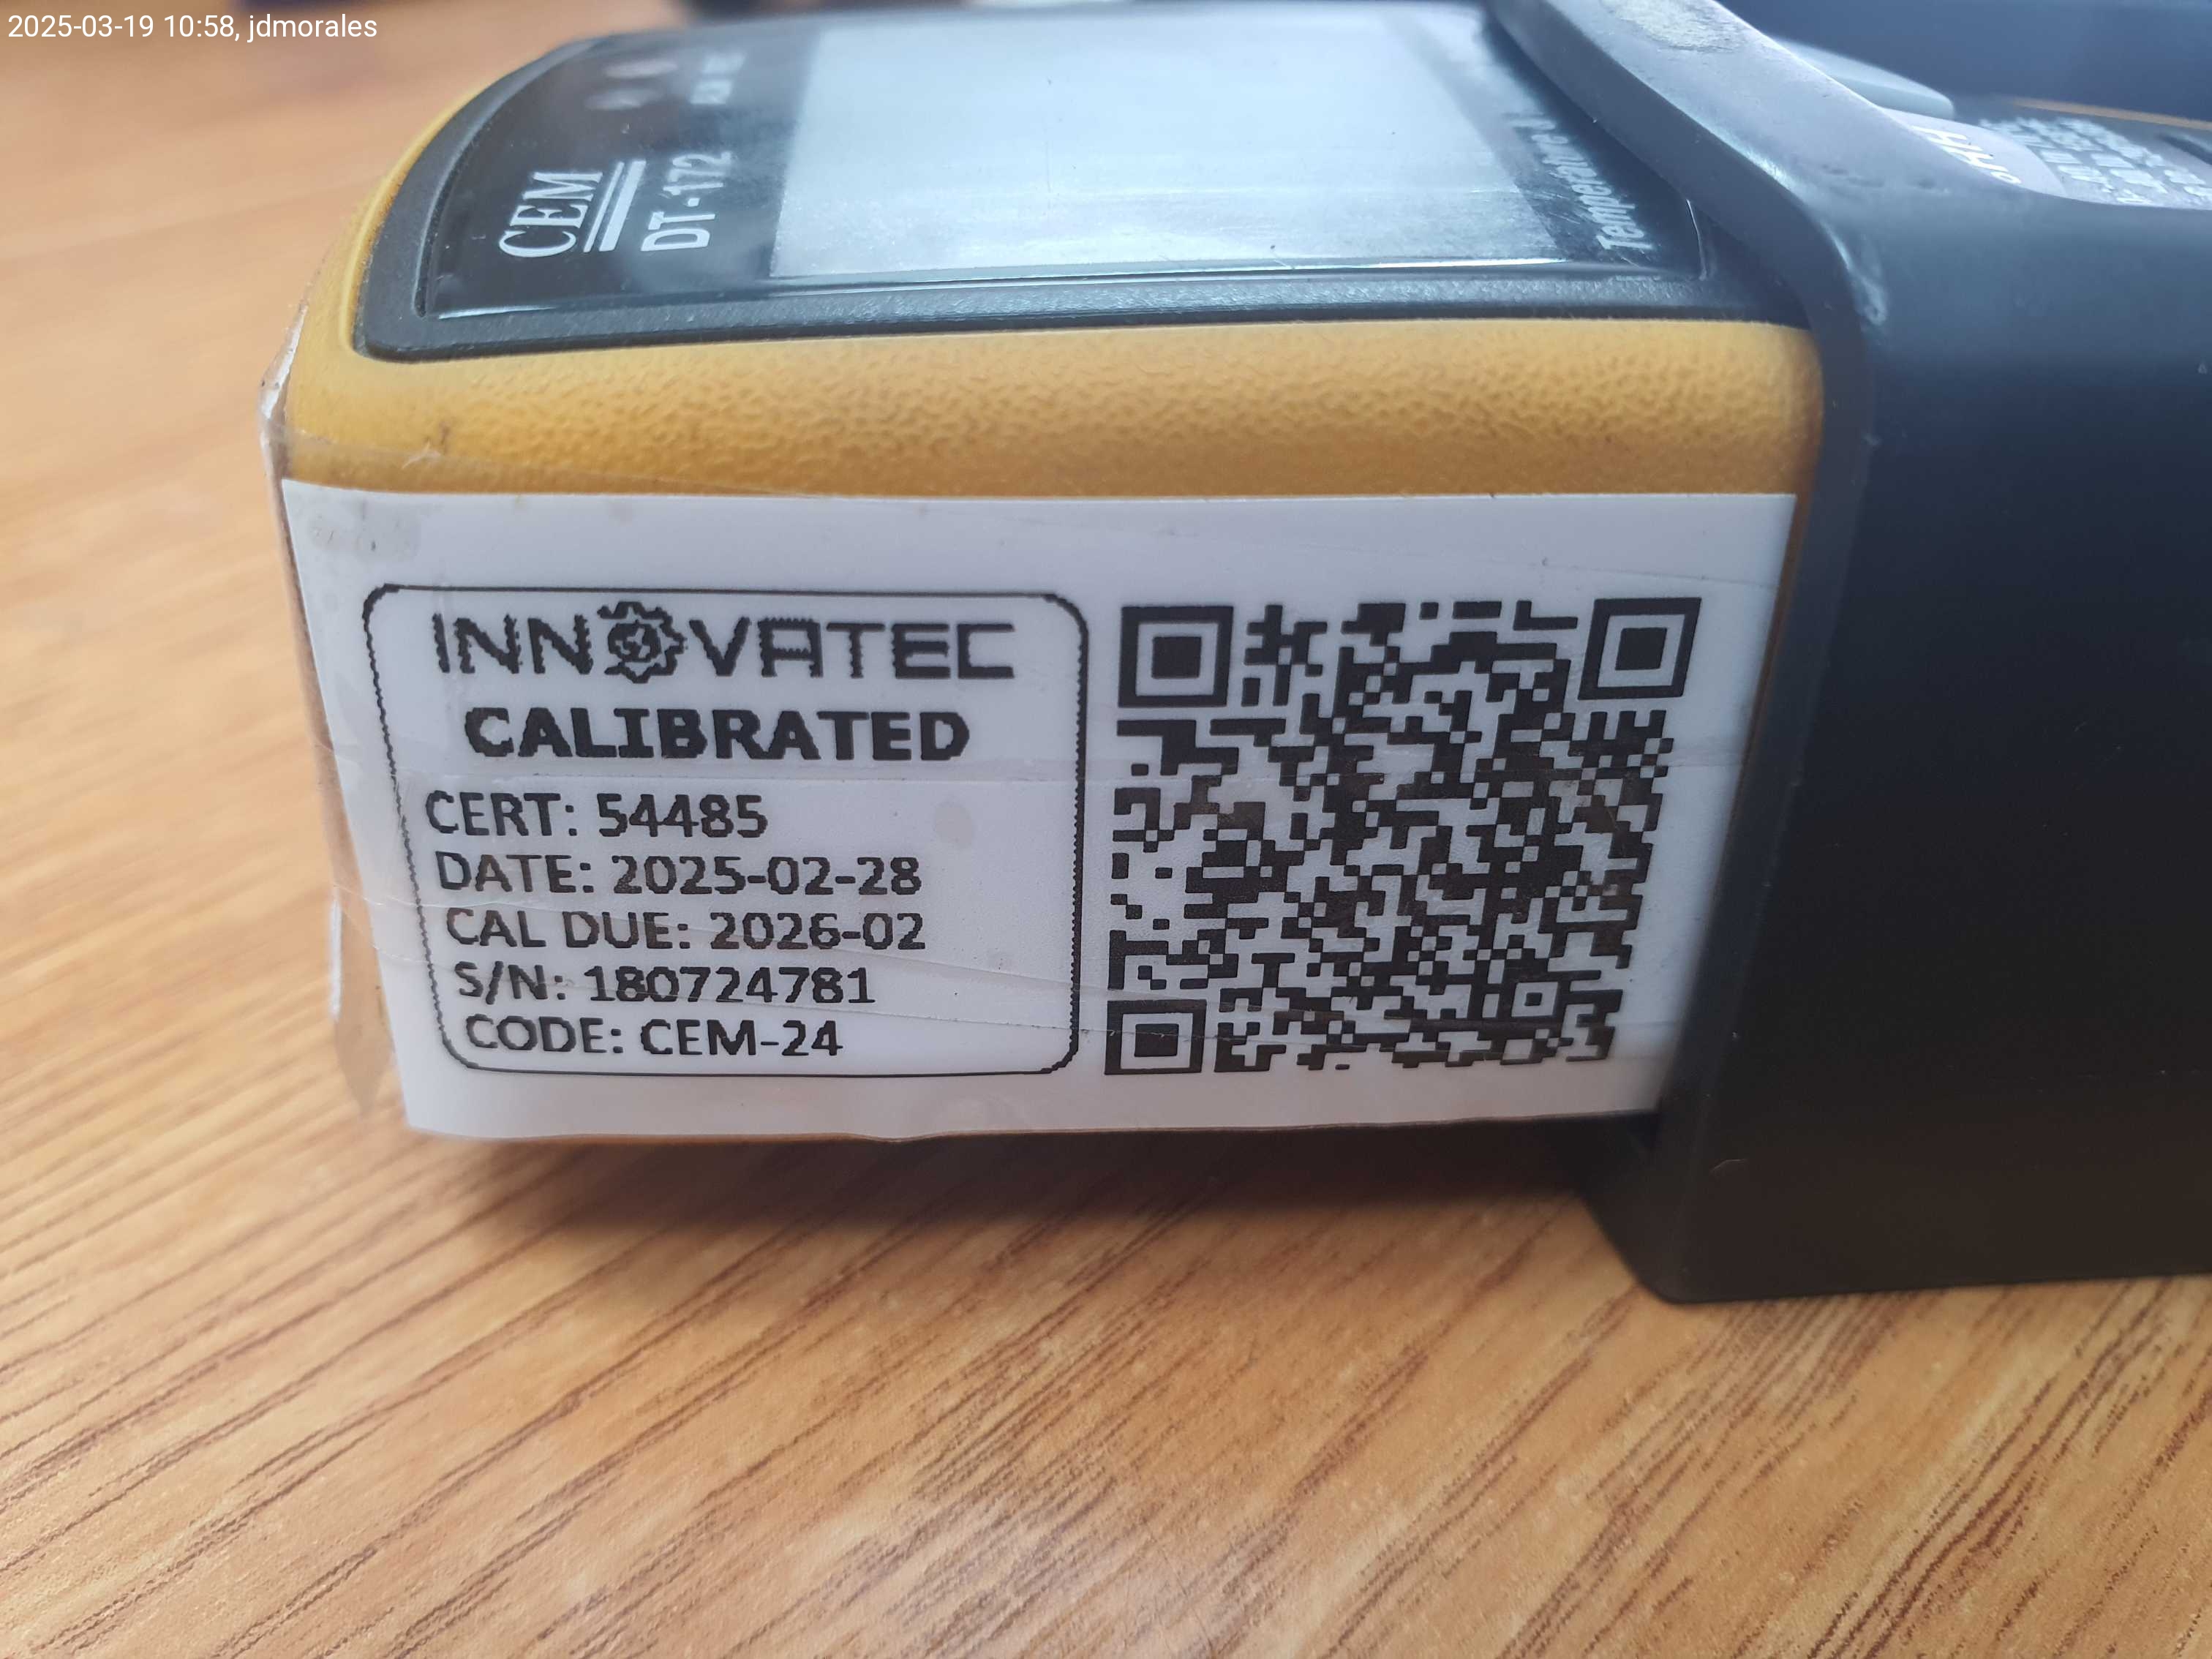 2025-03-19 10:58, jdmorales
CEM
DT-172
Temperature
INNOVATEC
CALIBRATED
CERT: 54485
DATE: 2025-02-28
CAL DUE: 2026-02
S/N: 180724781
CODE: CEM-24